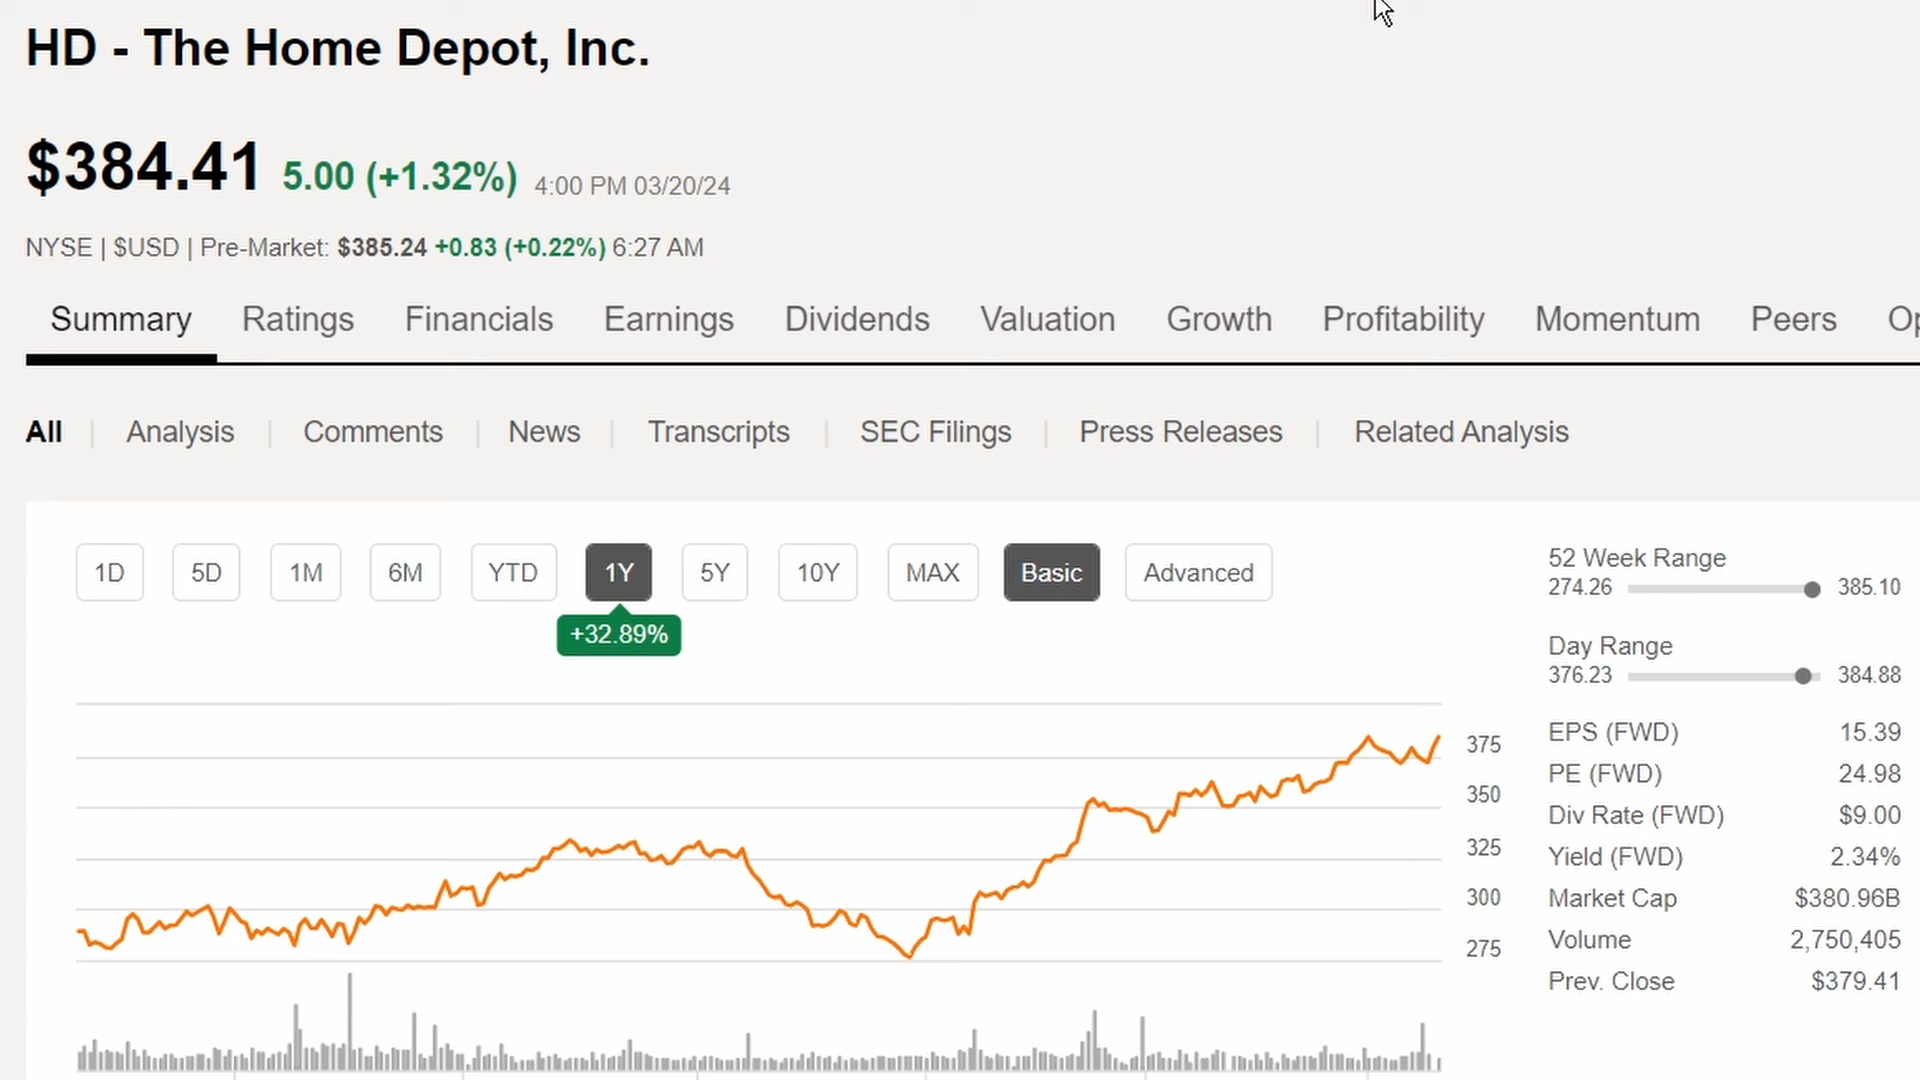 HD - The Home Depot, Inc.
$384.41 5.00 (+1.32%) 4:00 PM 03/20/24
NYSE | $USD | Pre-Market: $385.24 +0.83 (+0.22%) 6:27 AM
Summary Ratings Financials Earnings Dividends Valuation Growth Profitability Momentum Peers Op
All | Analysis | Comments | News | Transcripts | SEC Filings | Press Releases | Related Analysis
1D 5D 1M 6M YTD 1Y 5Y 10Y MAX Basic Advanced
+32.89%
375
350
325
300
275
52 Week Range
274.26 385.10
Day Range
376.23 384.88
EPS (FWD) 15.39
PE (FWD) 24.98
Div Rate (FWD) $9.00
Yield (FWD) 2.34%
Market Cap $380.96B
Volume 2,750,405
Prev. Close $379.41